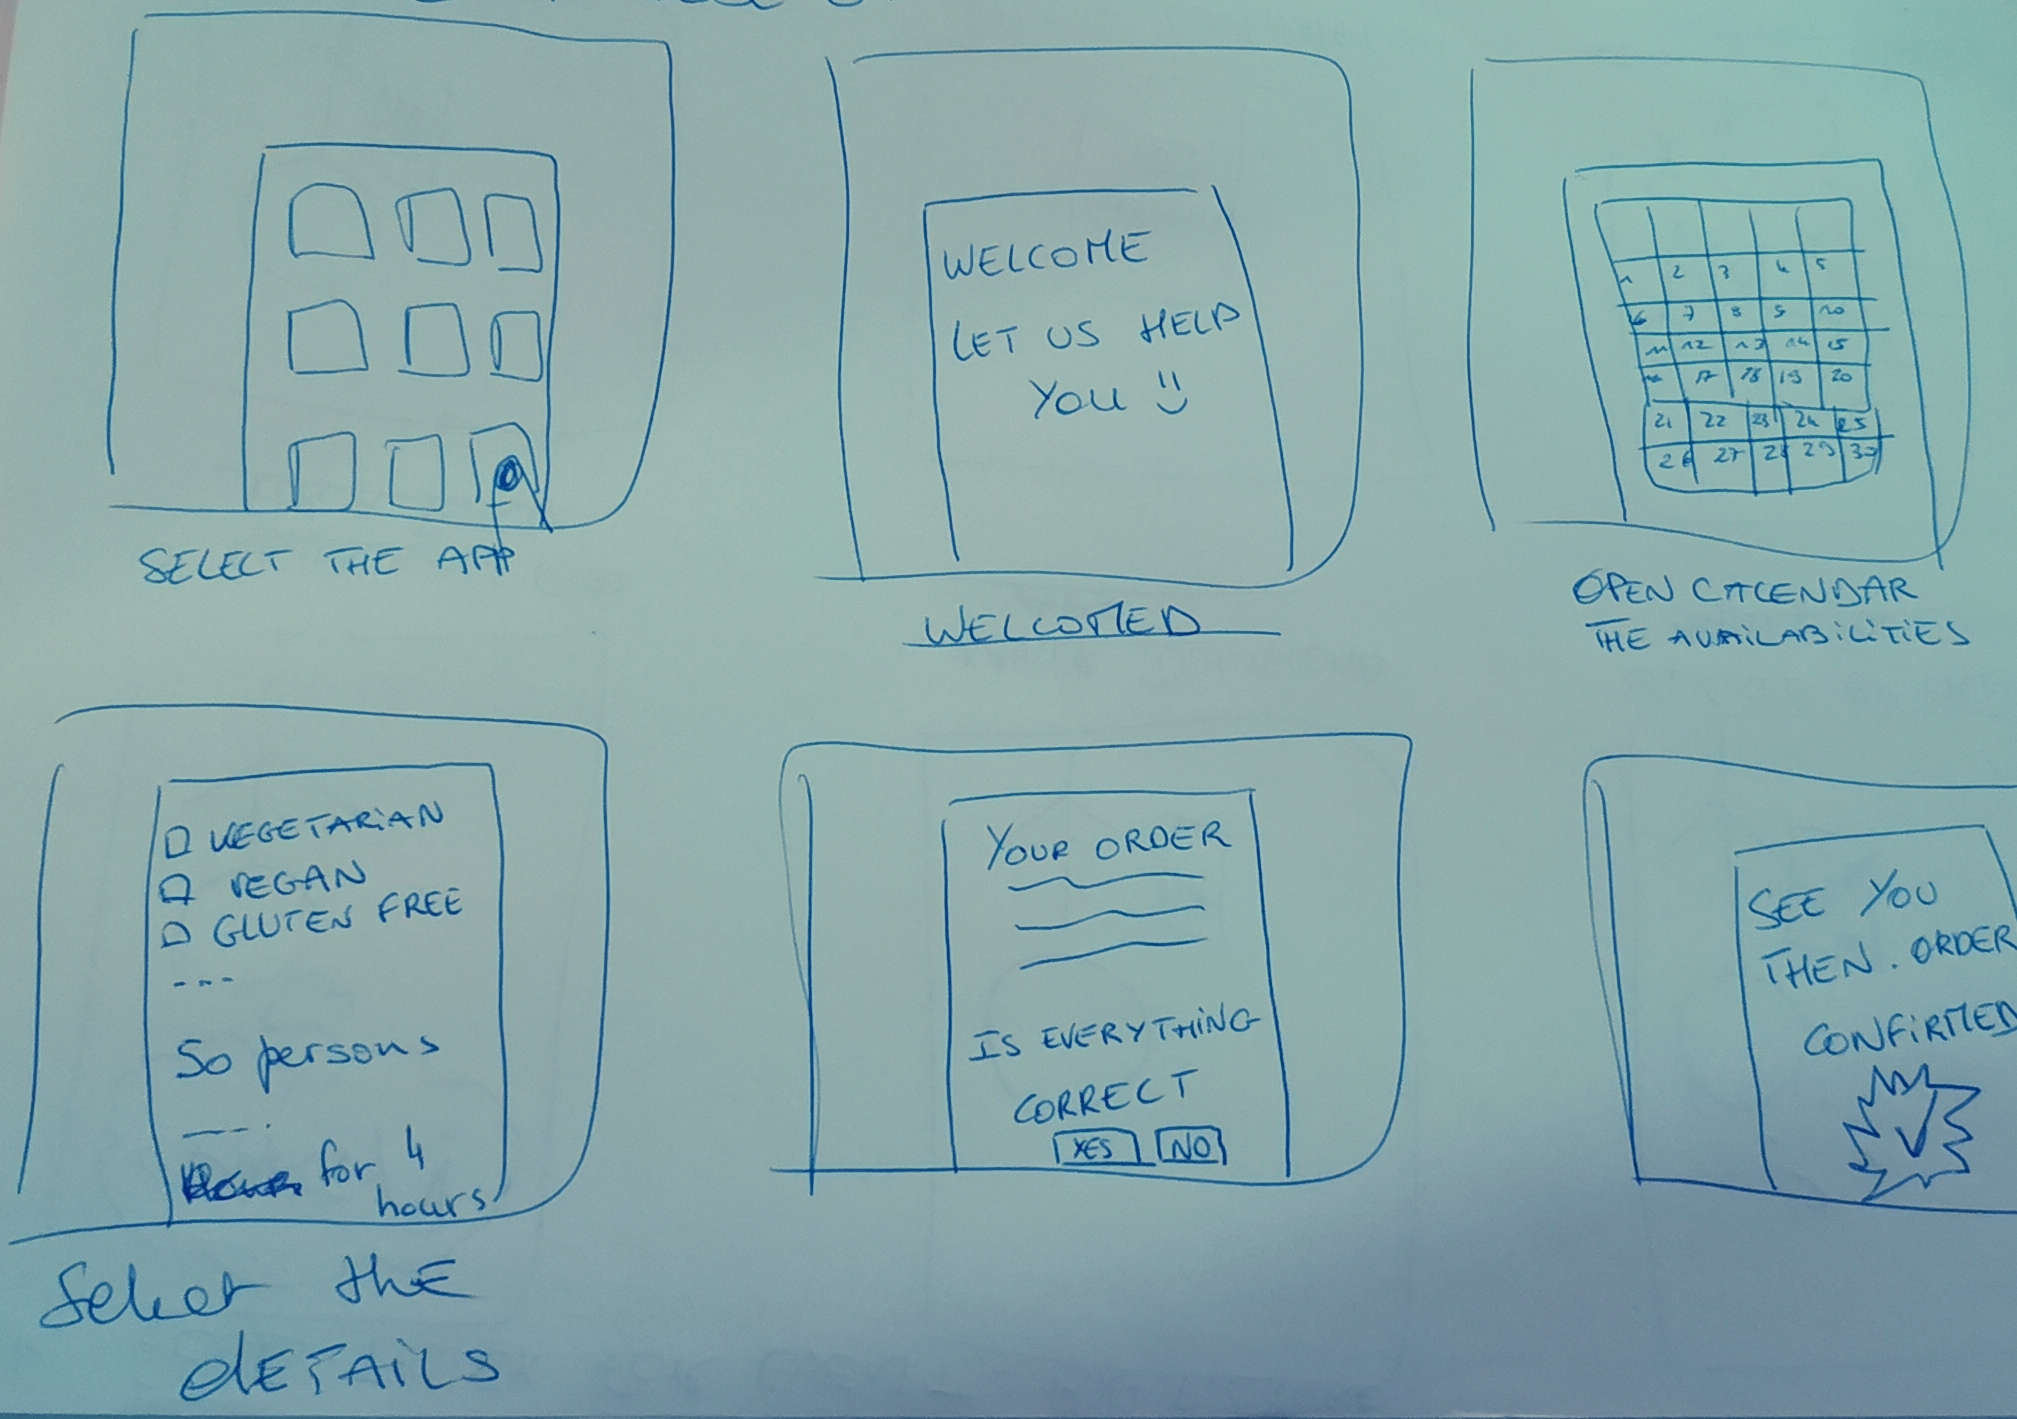 SELECT THE APP
WELCOME
LET US HELP
YOU
WELCOMED
1 2 3 4 5
6 7 8 9 10
11 12 13 14 15
17 18 19 20
21 22 23 24 25
26 27 28 29 30
OPEN CALENDAR
THE AVAILABILITIES
VEGETARIAN
VEGAN
GLUTEN FREE
50 persons
for 4
hours
Select the
dETAiLS
YOUR ORDER
IS EVERYTHING
CORRECT
YES NO
SEE YOU
THEN. ORDER
CONFIRMED